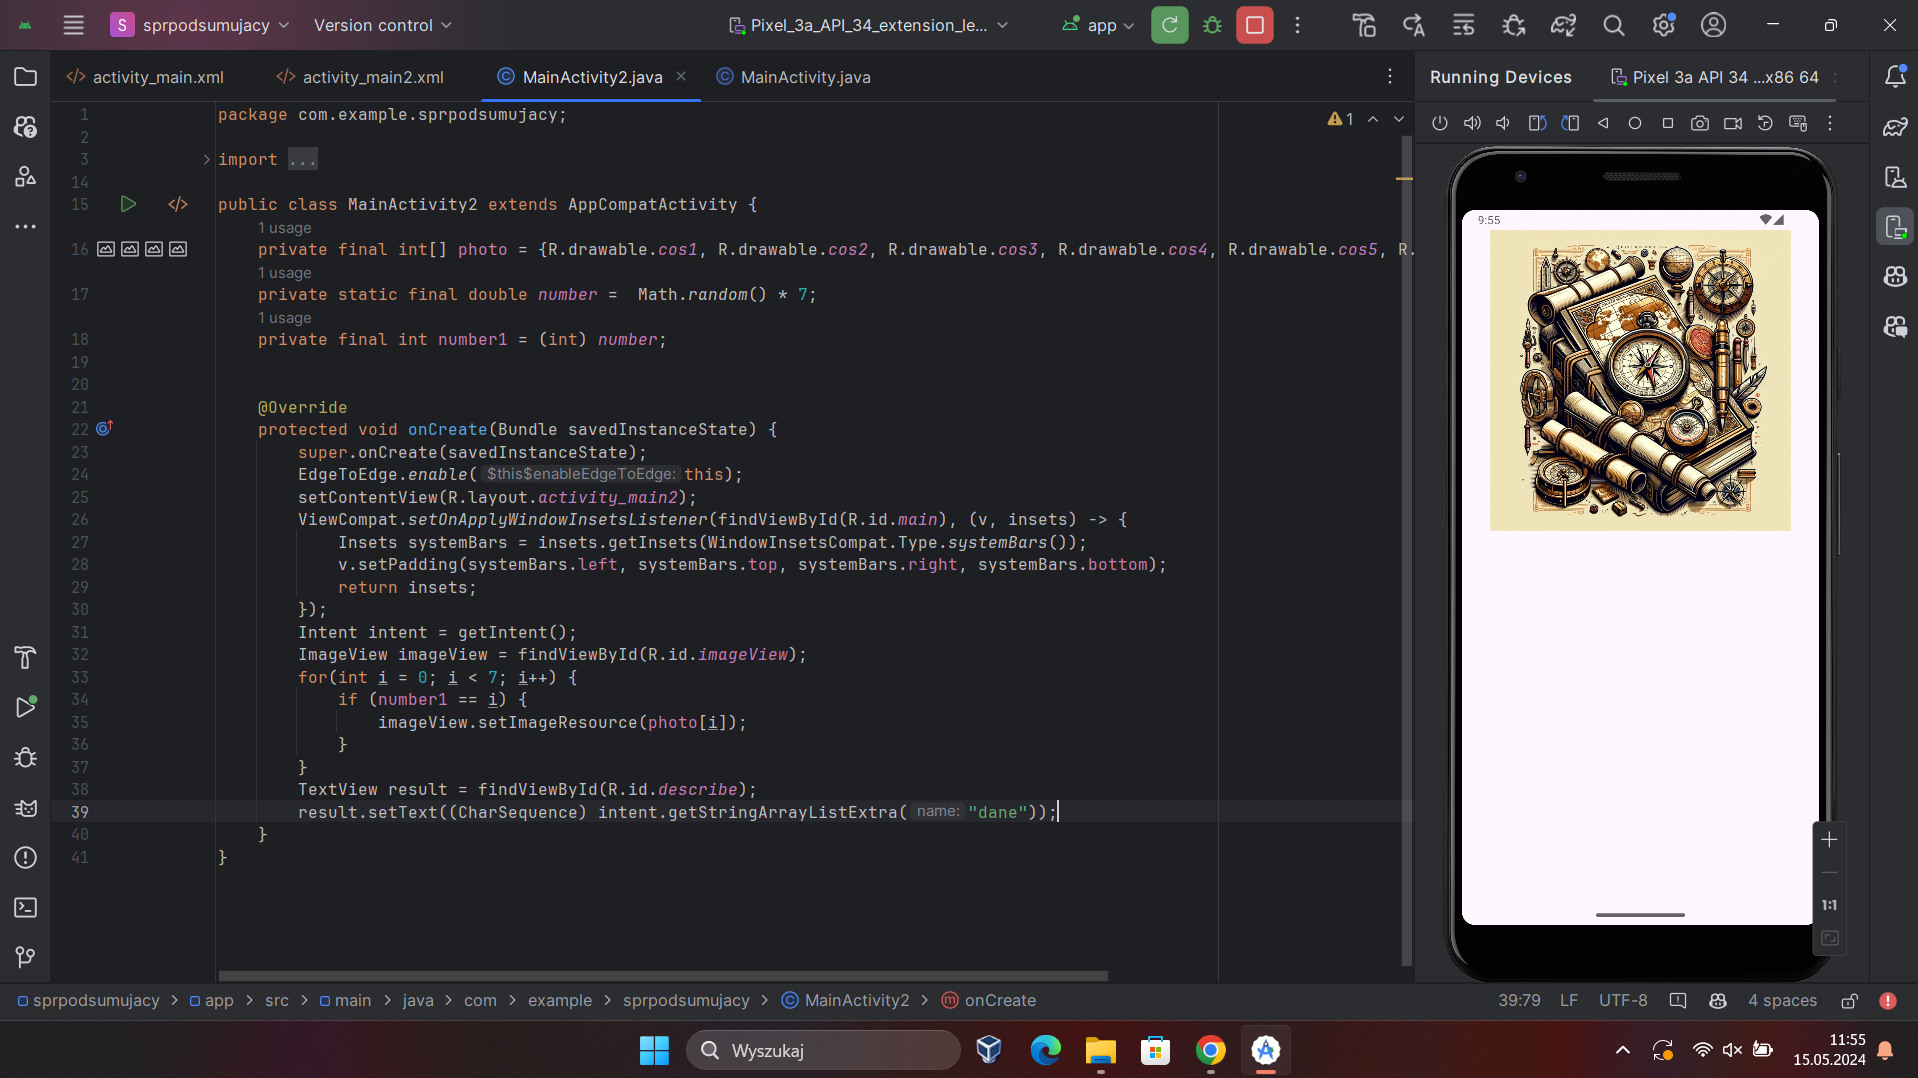 S sprpodsumujacy Version control Pixel_3a_API_34_extension_le... app
activity_main.xml activity_main2.xml MainActivity2.java MainActivity.java Running Devices Pixel 3a API 34 ...x86 64
1 package com.example.sprpodsumujacy; 1
2
3 import ...
14
15 public class MainActivity2 extends AppCompatActivity {
1 usage
16 private final int[] photo = {R.drawable.cos1, R.drawable.cos2, R.drawable.cos3, R.drawable.cos4, R.drawable.cos5, R.
1 usage
17 private static final double number = Math.random() * 7;
1 usage
18 private final int number1 = (int) number;
19
20
21 @Override
22 protected void onCreate(Bundle savedInstanceState) {
23 super.onCreate(savedInstanceState);
24 EdgeToEdge.enable( $this$enableEdgeToEdge: this);
25 setContentView(R.layout.activity_main2);
26 ViewCompat.setOnApplyWindowInsetsListener(findViewById(R.id.main), (v, insets) -> {
27 Insets systemBars = insets.getInsets(WindowInsetsCompat.Type.systemBars());
28 v.setPadding(systemBars.left, systemBars.top, systemBars.right, systemBars.bottom);
29 return insets;
30 });
31 Intent intent = getIntent();
32 ImageView imageView = findViewById(R.id.imageView);
33 for(int i = 0; i < 7; i++) {
34 if (number1 == i) {
35 imageView.setImageResource(photo[i]);
36 }
37 }
38 TextView result = findViewById(R.id.describe);
39 result.setText((CharSequence) intent.getStringArrayListExtra( name: "dane"));
40 }
41 }
9:55
1:1
sprpodsumujacy > app > src > main > java > com > example > sprpodsumujacy > MainActivity2 > onCreate 39:79 LF UTF-8 4 spaces
Wyszukaj
11:55
15.05.2024